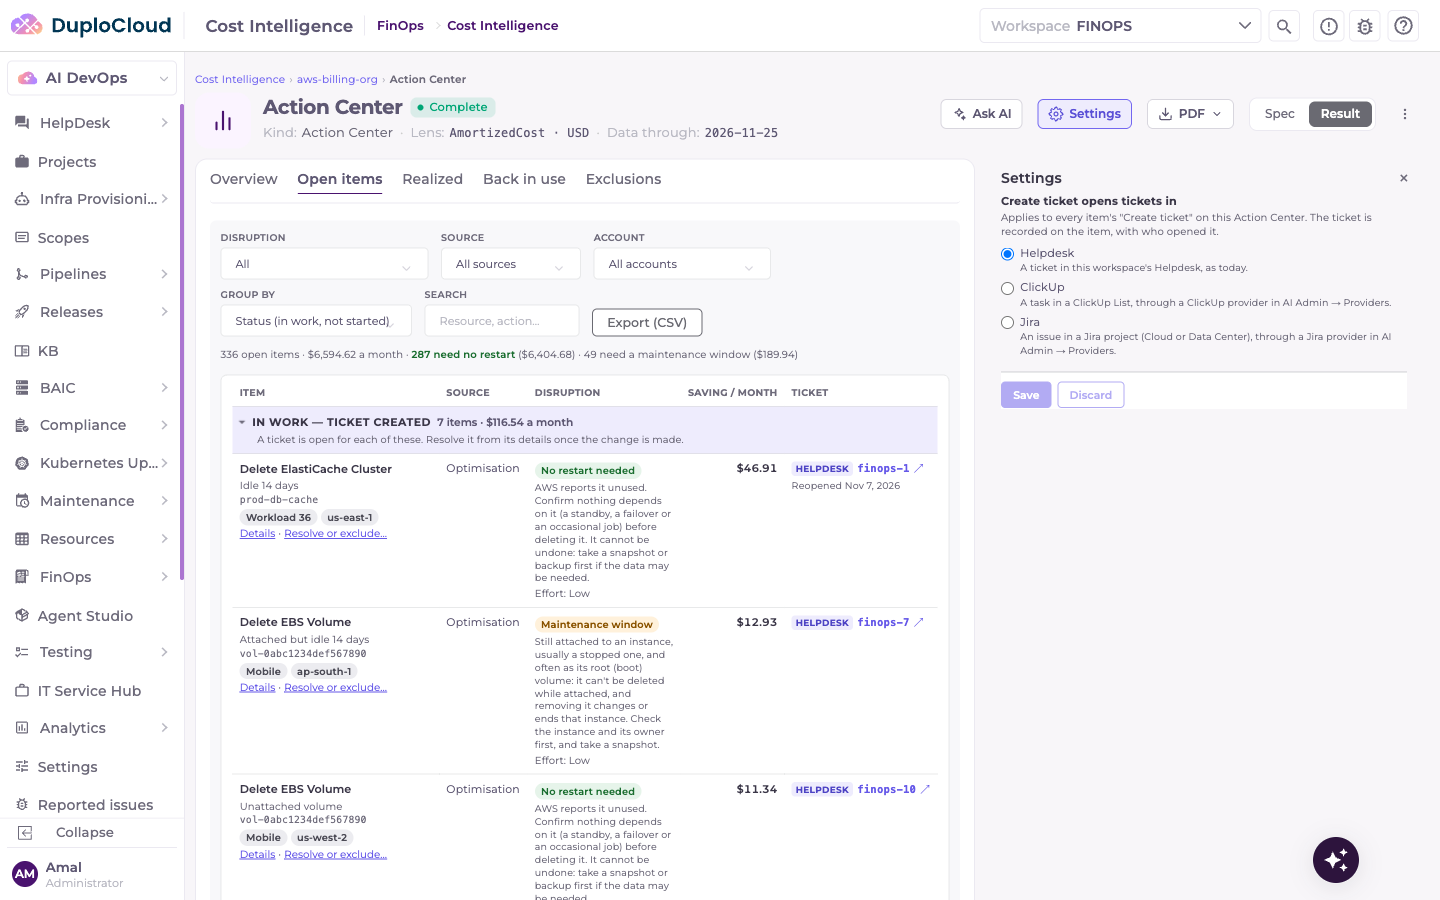 DuploCloud
Cost Intelligence
FinOps > Cost Intelligence
Workspace FINOPS
AI DevOps
HelpDesk
Projects
Infra Provisioni...
Scopes
Pipelines
Releases
KB
BAIC
Compliance
Kubernetes Up...
Maintenance
Resources
FinOps
Agent Studio
Testing
IT Service Hub
Analytics
Settings
Reported issues
Collapse
AM
Amal
Administrator
Cost Intelligence › aws-billing-org › Action Center
Action Center
Complete
Kind: Action Center · Lens: AmortizedCost · USD · Data through: 2026-11-25
Ask AI
Settings
PDF
Spec
Result
Overview
Open items
Realized
Back in use
Exclusions
DISRUPTION
SOURCE
ACCOUNT
All
All sources
All accounts
GROUP BY
SEARCH
Status (in work, not started)
Resource, action...
Export (CSV)
336 open items · $6,594.62 a month · 287 need no restart ($6,404.68) · 49 need a maintenance window ($189.94)
ITEM
SOURCE
DISRUPTION
SAVING / MONTH
TICKET
IN WORK — TICKET CREATED 7 items · $116.54 a month
A ticket is open for each of these. Resolve it from its details once the change is made.
Delete ElastiCache Cluster
Idle 14 days
prod-db-cache
Workload 36
us-east-1
Details · Resolve or exclude...
Optimisation
No restart needed
AWS reports it unused.
Confirm nothing depends
on it (a standby, a failover or
an occasional job) before
deleting it. It cannot be
undone: take a snapshot or
backup first if the data may
be needed.
Effort: Low
$46.91
HELPDESK finops-1
Reopened Nov 7, 2026
Delete EBS Volume
Attached but idle 14 days
vol-0abc1234def567890
Mobile
ap-south-1
Details · Resolve or exclude...
Optimisation
Maintenance window
Still attached to an instance,
usually a stopped one, and
often as its root (boot)
volume: it can't be deleted
while attached, and
removing it changes or
ends that instance. Check
the instance and its owner
first, and take a snapshot.
Effort: Low
$12.93
HELPDESK finops-7
Delete EBS Volume
Unattached volume
vol-0abc1234def567890
Mobile
us-west-2
Details · Resolve or exclude...
Optimisation
No restart needed
AWS reports it unused.
Confirm nothing depends
on it (a standby, a failover or
an occasional job) before
deleting it. It cannot be
undone: take a snapshot or
backup first if the data may
be needed.
$11.34
HELPDESK finops-10
Settings
Create ticket opens tickets in
Applies to every item's "Create ticket" on this Action Center. The ticket is
recorded on the item, with who opened it.
Helpdesk
A ticket in this workspace's Helpdesk, as today.
ClickUp
A task in a ClickUp List, through a ClickUp provider in AI Admin → Providers.
Jira
An issue in a Jira project (Cloud or Data Center), through a Jira provider in AI
Admin → Providers.
Save
Discard